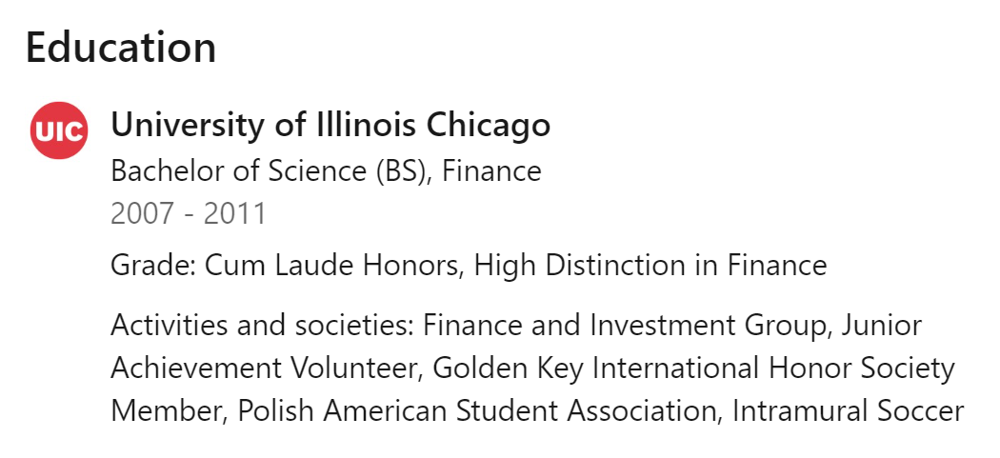 Education
UIC
University of Illinois Chicago
Bachelor of Science (BS), Finance
2007 - 2011
Grade: Cum Laude Honors, High Distinction in Finance
Activities and societies: Finance and Investment Group, Junior
Achievement Volunteer, Golden Key International Honor Society
Member, Polish American Student Association, Intramural Soccer